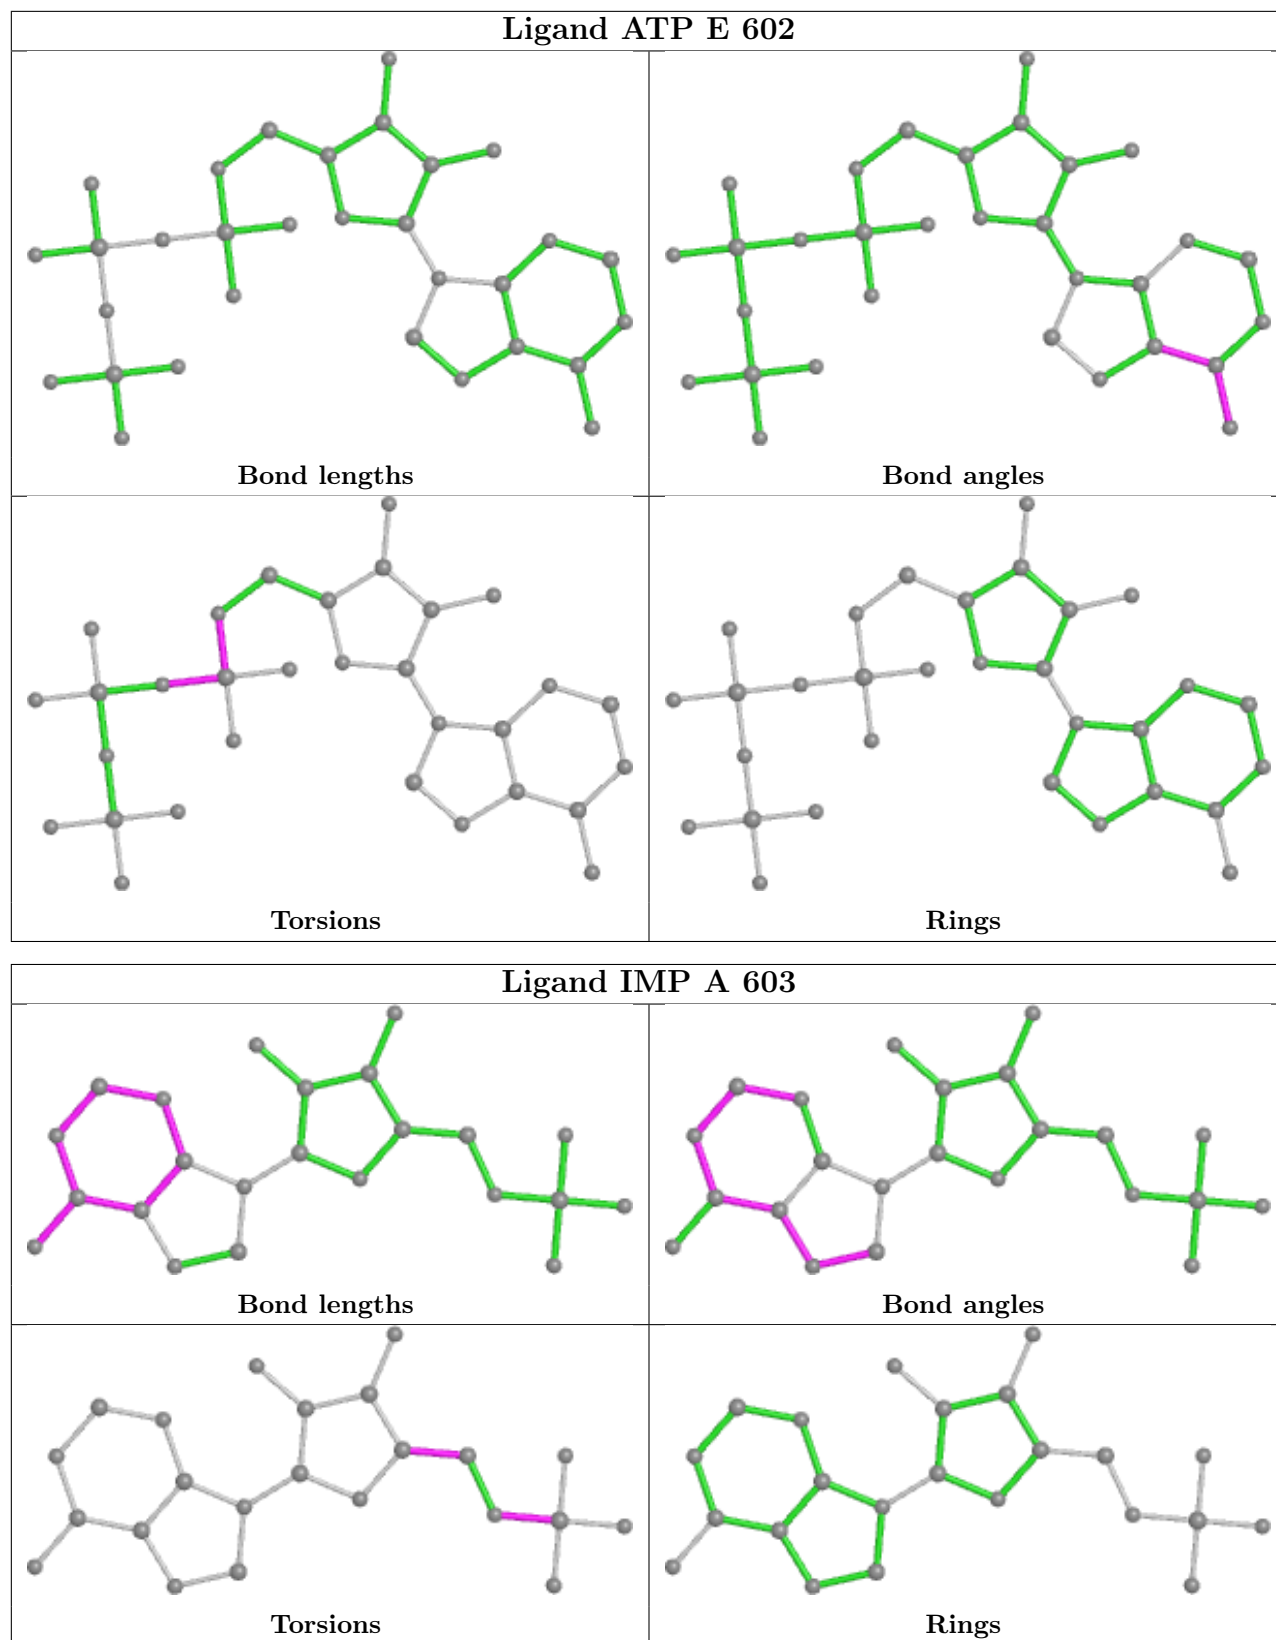 Ligand ATP E 602
Bond lengths
Bond angles
Torsions
Rings
Ligand IMP A 603
Bond lengths
Bond angles
Torsions
Rings